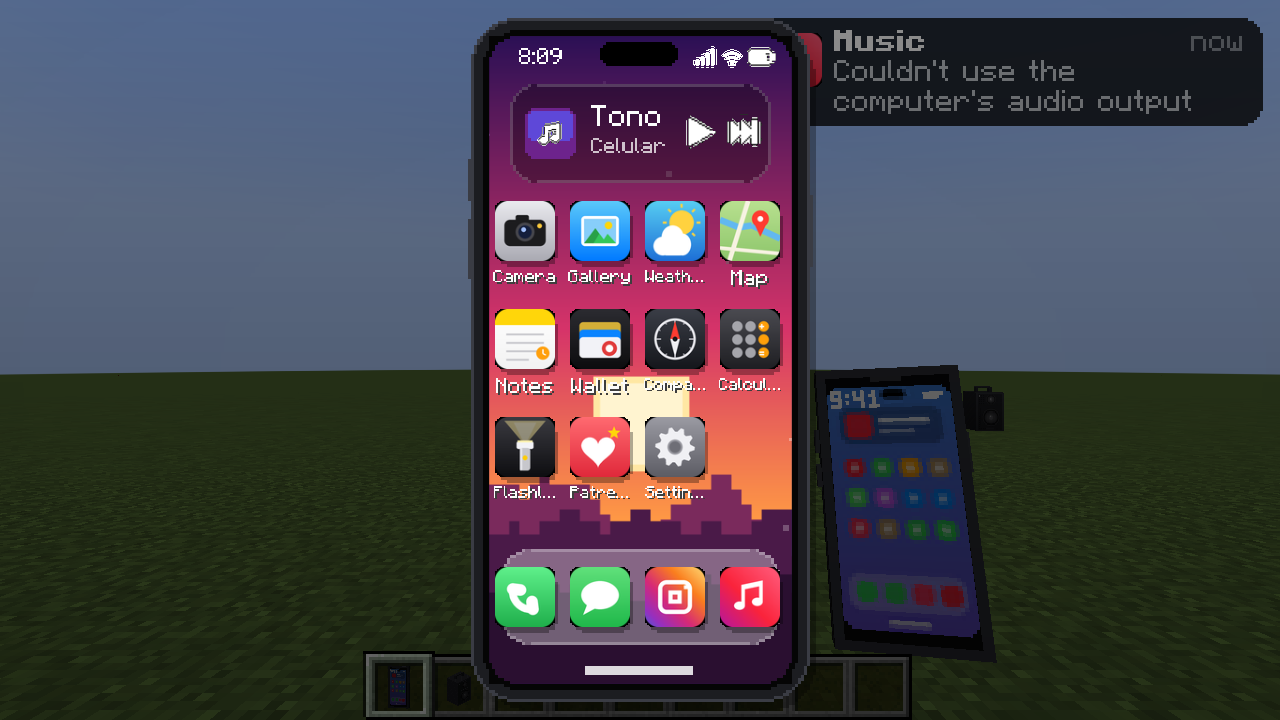 8:09
Music
now
Couldn't use the
computer's audio output
Tono
Celular
Camera
Gallery
Weath...
Map
Notes
Wallet
Compa...
Calcul...
Flashl...
Patre...
Settin...
9:41